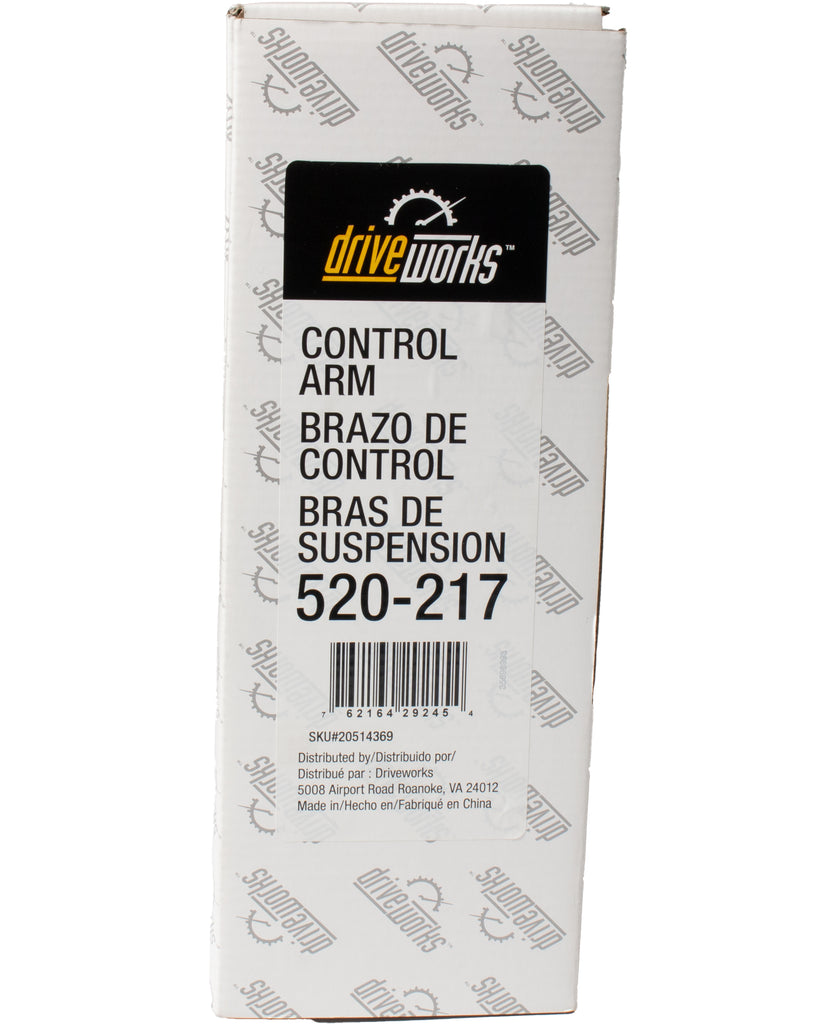 driveworks™
CONTROL
ARM
BRAZO DE
CONTROL
BRAS DE
SUSPENSION
520-217
7 62164 29245 4
SKU#20514369
Distributed by/Distribuido por/
Distribué par : Driveworks
5008 Airport Road Roanoke, VA 24012
Made in/Hecho en/Fabriqué en China